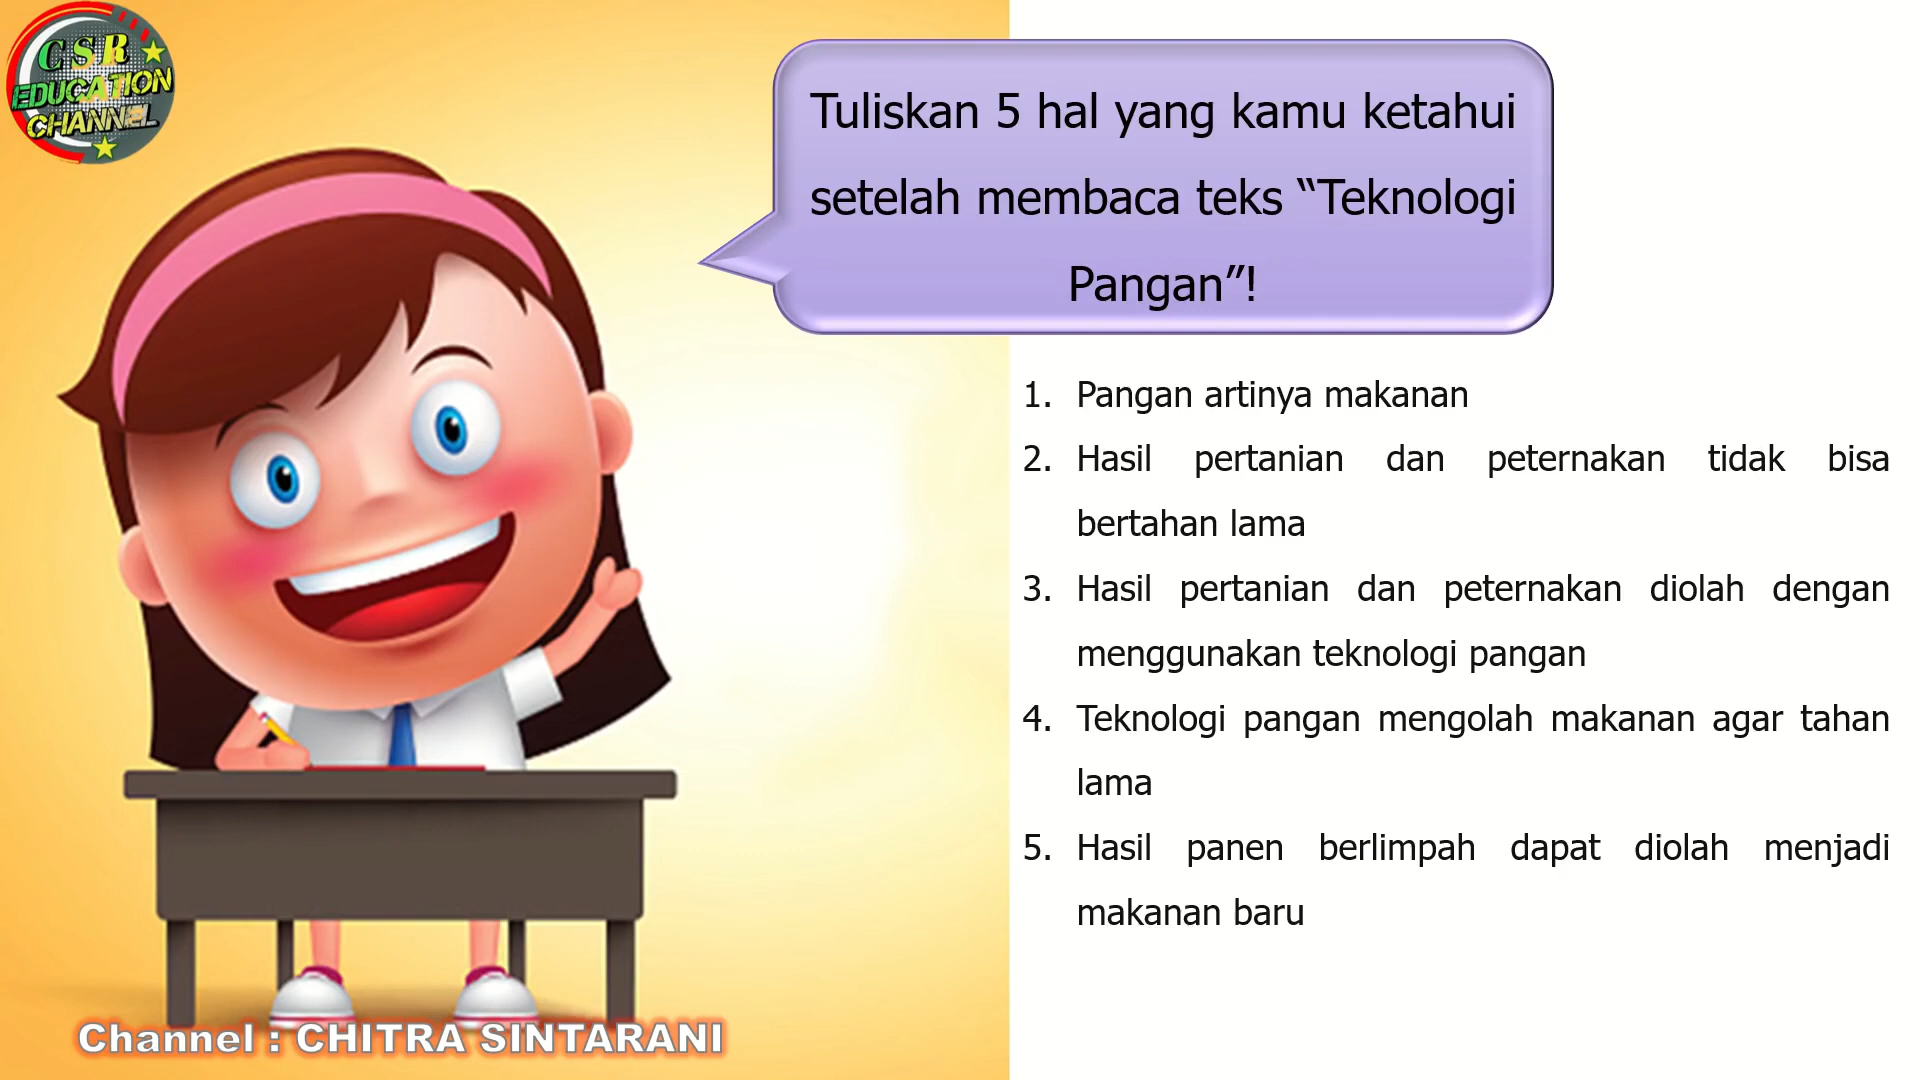 CSR
EDUCATION
CHANNEL
Tuliskan 5 hal yang kamu ketahui
setelah membaca teks “Teknologi
Pangan”!
1. Pangan artinya makanan
2. Hasil pertanian dan peternakan tidak bisa
bertahan lama
3. Hasil pertanian dan peternakan diolah dengan
menggunakan teknologi pangan
4. Teknologi pangan mengolah makanan agar tahan
lama
5. Hasil panen berlimpah dapat diolah menjadi
makanan baru
Channel : CHITRA SINTARANI